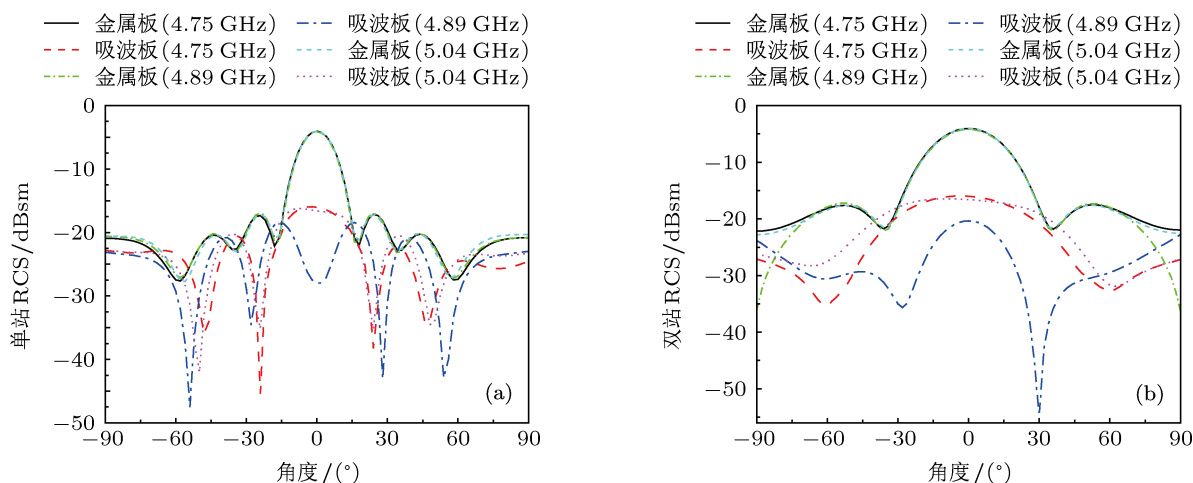 金属板(4.75 GHz) 吸波板(4.89 GHz)
吸波板(4.75 GHz) 金属板(5.04 GHz)
金属板(4.89 GHz) 吸波板(5.04 GHz)
0
−10
−20
−30
−40
−50
单站RCS/dBsm
(a)
−90 −60 −30 0 30 60 90
角度/(°)
金属板(4.75 GHz) 吸波板(4.89 GHz)
吸波板(4.75 GHz) 金属板(5.04 GHz)
金属板(4.89 GHz) 吸波板(5.04 GHz)
0
−10
−20
−30
−40
−50
双站RCS/dBsm
(b)
−90 −60 −30 0 30 60 90
角度/(°)